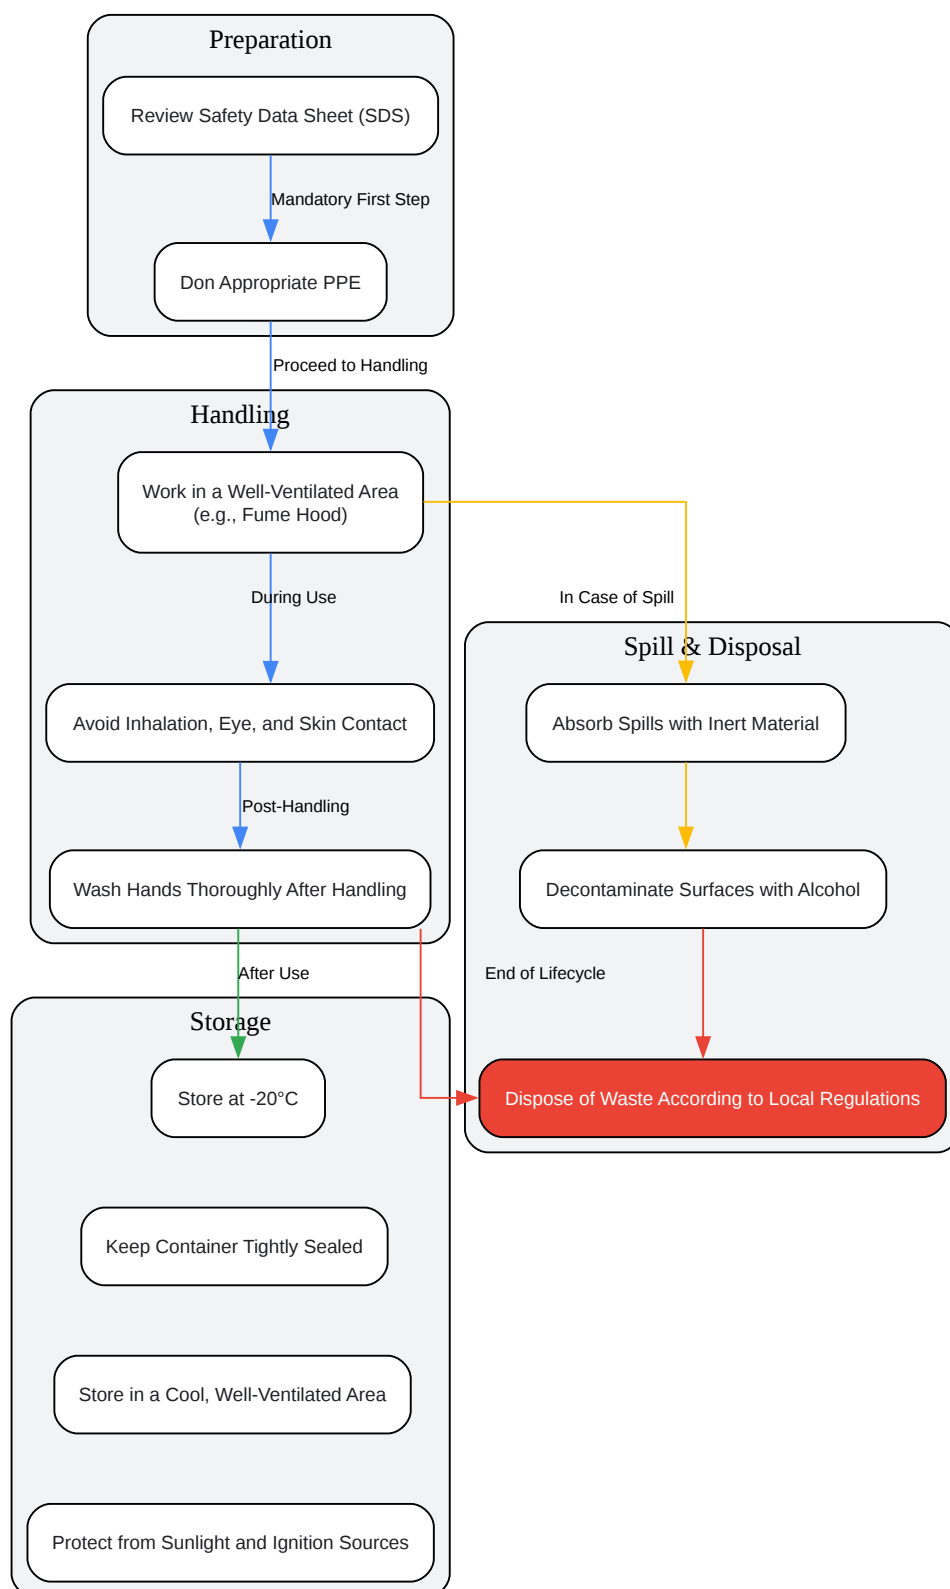 Preparation
Review Safety Data Sheet (SDS)
Mandatory First Step
Don Appropriate PPE
Proceed to Handling
Handling
Work in a Well-Ventilated Area
(e.g., Fume Hood)
During Use
In Case of Spill
Spill & Disposal
Avoid Inhalation, Eye, and Skin Contact
Absorb Spills with Inert Material
Post-Handling
Wash Hands Thoroughly After Handling
Decontaminate Surfaces with Alcohol
After Use
End of Lifecycle
Storage
Store at -20°C
Dispose of Waste According to Local Regulations
Keep Container Tightly Sealed
Store in a Cool, Well-Ventilated Area
Protect from Sunlight and Ignition Sources